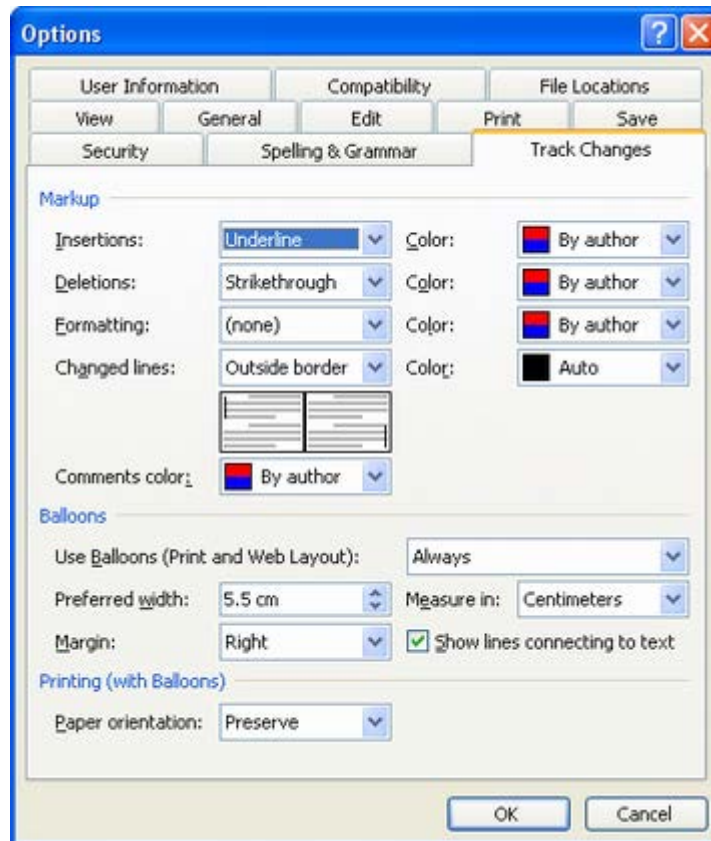 Options
User Information Compatibility File Locations
View General Edit Print Save
Security Spelling & Grammar Track Changes
Markup
Insertions: Underline Color: By author
Deletions: Strikethrough Color: By author
Formatting: (none) Color: By author
Changed lines: Outside border Color: Auto
Comments color: By author
Balloons
Use Balloons (Print and Web Layout): Always
Preferred width: 5.5 cm Measure in: Centimeters
Margin: Right Show lines connecting to text
Printing (with Balloons)
Paper orientation: Preserve
OK Cancel